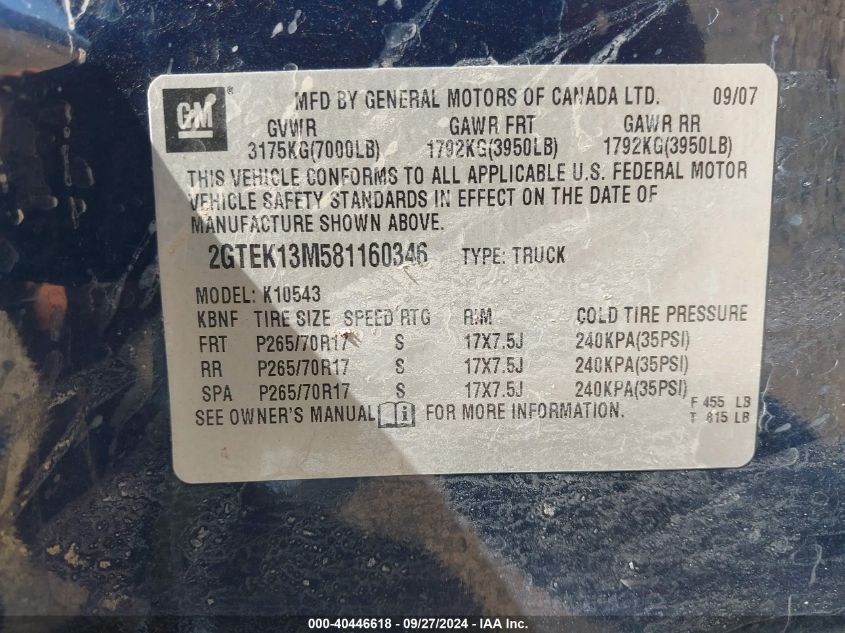 GM ® MFD BY GENERAL MOTORS OF CANADA LTD. 09/07
GVWR GAWR FRT GAWR RR
3175KG(7000LB) 1792KG(3950LB) 1792KG(3950LB)
THIS VEHICLE CONFORMS TO ALL APPLICABLE U.S. FEDERAL MOTOR
VEHICLE SAFETY STANDARDS IN EFFECT ON THE DATE OF
MANUFACTURE SHOWN ABOVE.
2GTEK13M581160346 TYPE: TRUCK
MODEL: K10543
KBNF TIRE SIZE SPEED RTG RIM COLD TIRE PRESSURE
FRT P265/70R17 S 17X7.5J 240KPA(35PSI)
RR P265/70R17 S 17X7.5J 240KPA(35PSI)
SPA P265/70R17 S 17X7.5J 240KPA(35PSI)
SEE OWNER'S MANUAL i FOR MORE INFORMATION.
F 455 LB
T 815 LB
000-40446618 - 09/27/2024 - WWW.IAAI.COM